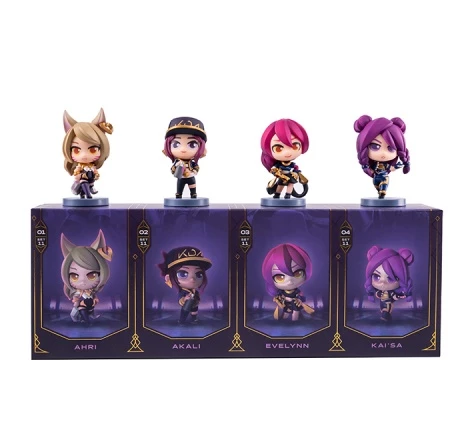 01
SET
11
AHRI
02
SET
11
AKALI
03
SET
11
EVELYNN
04
SET
11
KAI'SA